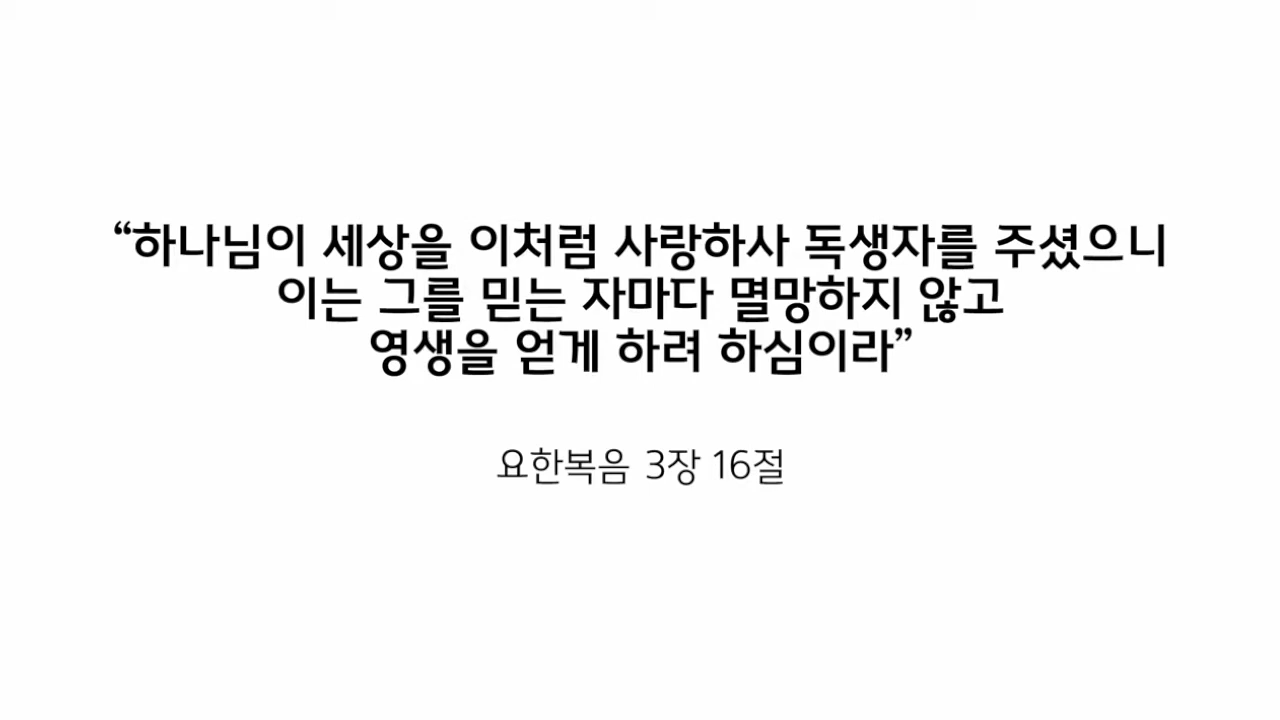 “하나님이 세상을 이처럼 사랑하사 독생자를 주셨으니
이는 그를 믿는 자마다 멸망하지 않고
영생을 얻게 하려 하심이라”
요한복음 3장 16절